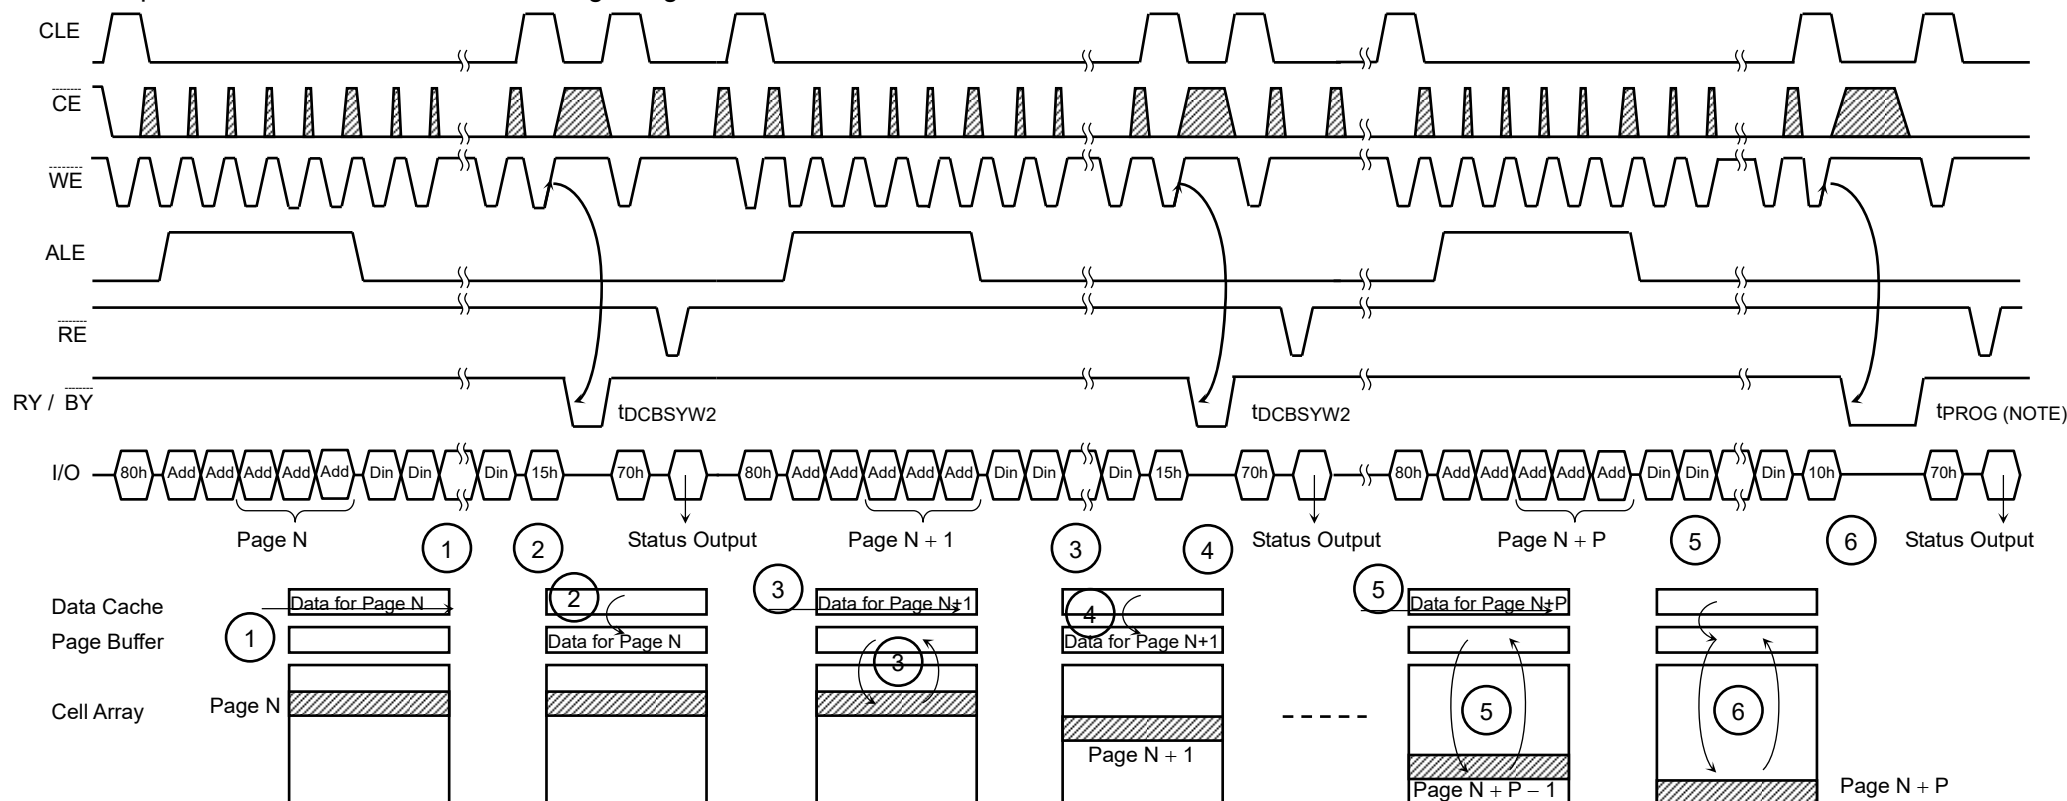 CLE
CE
WE
ALE
RE
RY / BY
tDCBSYW2 tDCBSYW2 tPROG (NOTE)
I/O 80h Add Add Add Add Add Din Din Din 15h 70h 80h Add Add Add Add Add Din Din Din 15h 70h 80h Add Add Add Add Add Din Din Din 10h 70h
Page N 1 2 Status Output Page N + 1 3 4 Status Output Page N + P 5 6 Status Output
Data Cache Data for Page N 2 3 Data for Page N+1 4 5 Data for Page N+P
Page Buffer 1 Data for Page N 3 Data for Page N+1
Cell Array Page N 5 6
Page N + 1
Page N + P − 1 Page N + P